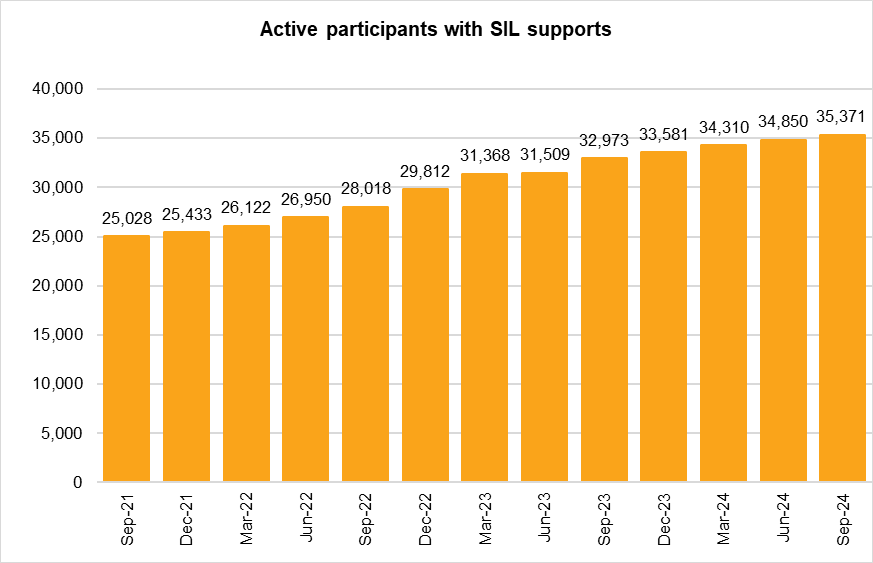 Active participants with SIL supports
40,000
35,000
30,000
25,000
20,000
15,000
10,000
5,000
0
25,028
25,433
26,122
26,950
28,018
29,812
31,368
31,509
32,973
33,581
34,310
34,850
35,371
Sep-21
Dec-21
Mar-22
Jun-22
Sep-22
Dec-22
Mar-23
Jun-23
Sep-23
Dec-23
Mar-24
Jun-24
Sep-24